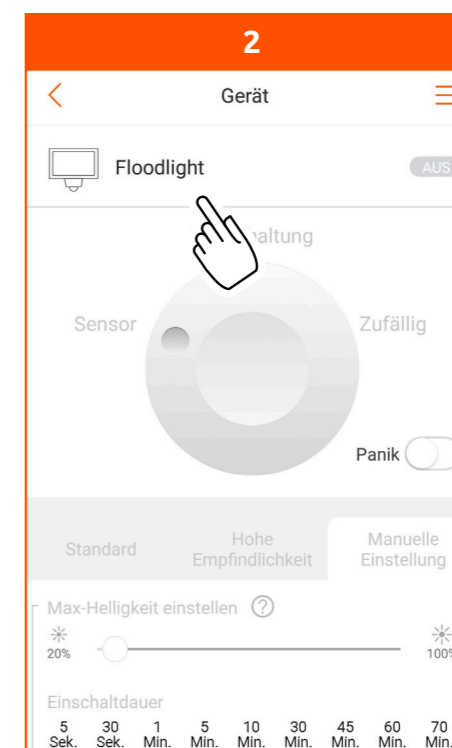 2
Gerät
Floodlight
AUS
Sensor
Zufällig
Panik
Standard
Hohe
Empfindlichkeit
Manuelle
Einstellung
Max-Helligkeit einstellen ?
20%
100%
Einschaltdauer
5 30 1 5 10 30 45 60 70
Sek. Sek. Min. Min. Min. Min. Min. Min. Min.